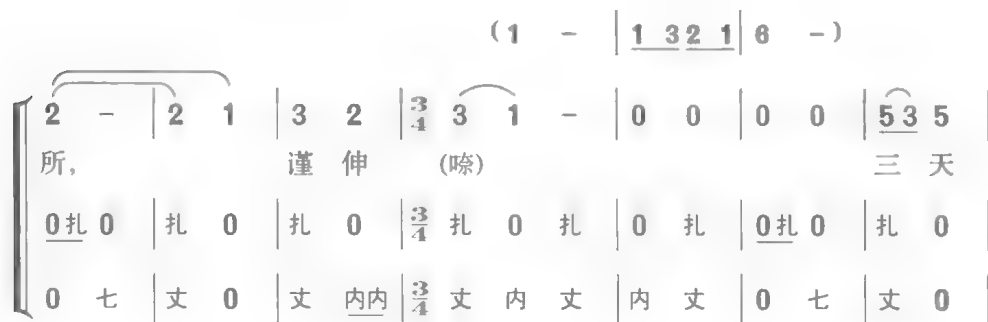 (1 - | 1 3 2 1 | 6 - )
2 - | 2 1 | 3 2 | 3/4 3 1 - | 0 0 | 0 0 | 5 3 5 |
所, 谨 伸 (嚓) 三 天
0 扎 0 | 扎 0 | 扎 0 | 3/4 扎 0 扎 | 0 扎 | 0 扎 0 | 扎 0 |
0 七 | 丈 0 | 丈 内内 | 3/4 丈 内 丈 | 内 丈 | 0 七 | 丈 0 |